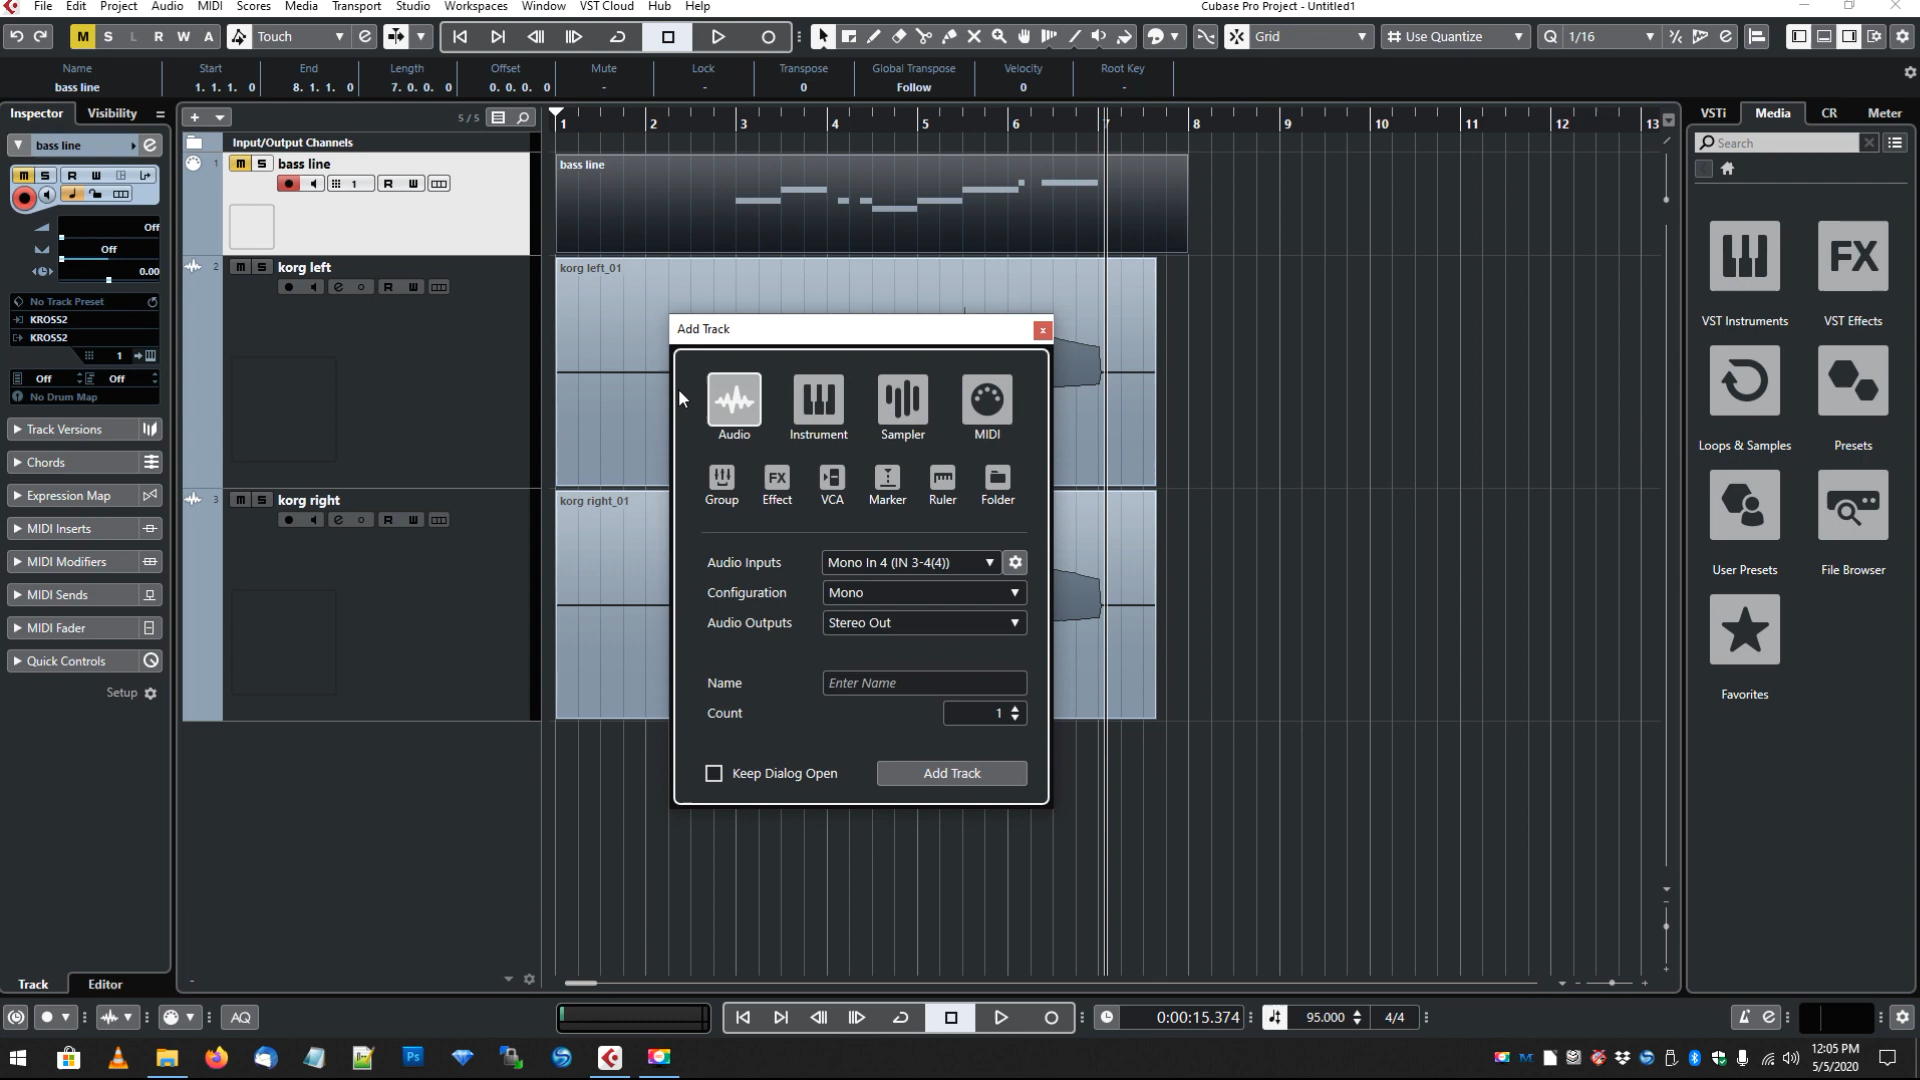 File Edit Project Audio MIDI Scores Media Transport Studio Workspaces Window VST Cloud Hub Help
Cubase Pro Project - Untitled1
M S L R W A Touch
Grid
Use Quantize
1/16
Name Start End Length Offset Mute Lock Transpose Global Transpose Velocity Root Key
bass line 1. 1. 1. 0 8. 1. 1. 0 7. 0. 0. 0 0. 0. 0. 0 - - 0 Follow 0 -
Inspector Visibility
5 / 5
1 2 3 4 5 6 7 8 9 10 11 12 13
VSTi Media CR Meter
Input/Output Channels
Search
bass line
1 M S bass line
1 R W
bass line
M S R W
Off
Off
0.00
No Track Preset
KROSS2
KROSS2
1
Off Off
No Drum Map
Track Versions
Chords
Expression Map
MIDI Inserts
MIDI Modifiers
MIDI Sends
MIDI Fader
Quick Controls
Setup
2 M S korg left
e R W
korg left_01
3 M S korg right
e R W
korg right_01
Add Track
x
Audio Instrument Sampler MIDI
FX
Group Effect VCA Marker Ruler Folder
Audio Inputs Mono In 4 (IN 3-4(4))
Configuration Mono
Audio Outputs Stereo Out
Name Enter Name
Count 1
Keep Dialog Open Add Track
FX
VST Instruments VST Effects
Loops & Samples Presets
User Presets File Browser
Favorites
Track Editor
AQ
0:00:15.374
95.000
4/4
Ps
12:05 PM
5/5/2020